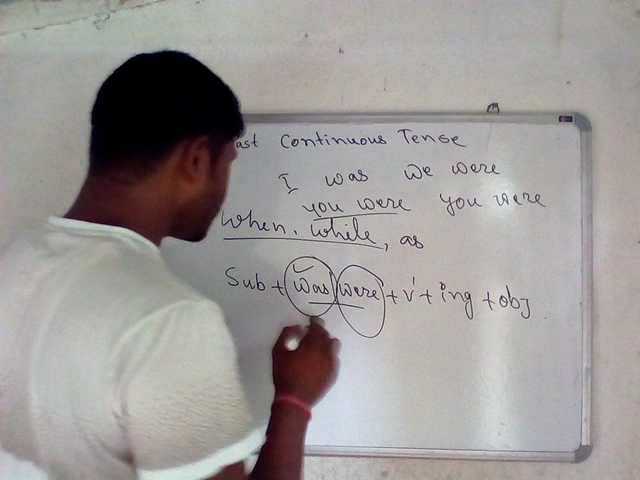 ast Continuous Tense
I was we were
you were you were
When, while, as
Sub + was were + v + ing + obj